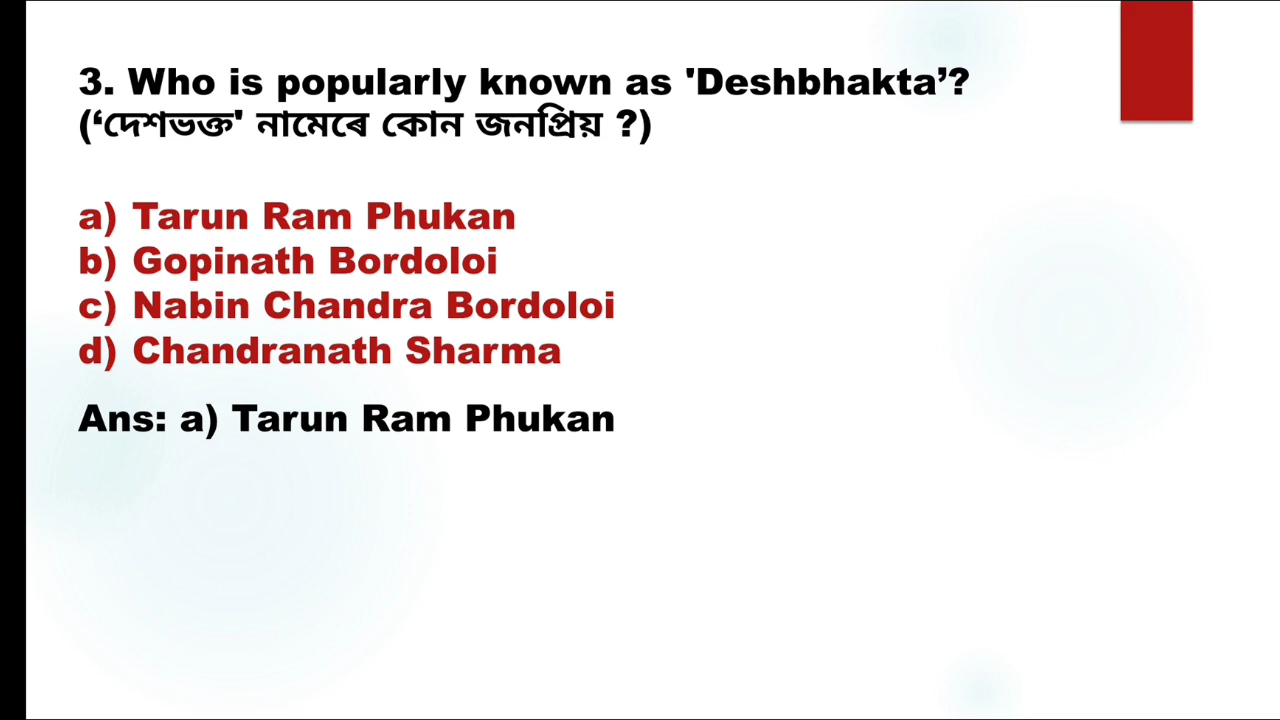 3. Who is popularly known as 'Deshbhakta’?
(‘দেশভক্ত' নামেৰে কোন জনপ্ৰিয় ?)
a) Tarun Ram Phukan
b) Gopinath Bordoloi
c) Nabin Chandra Bordoloi
d) Chandranath Sharma
Ans: a) Tarun Ram Phukan